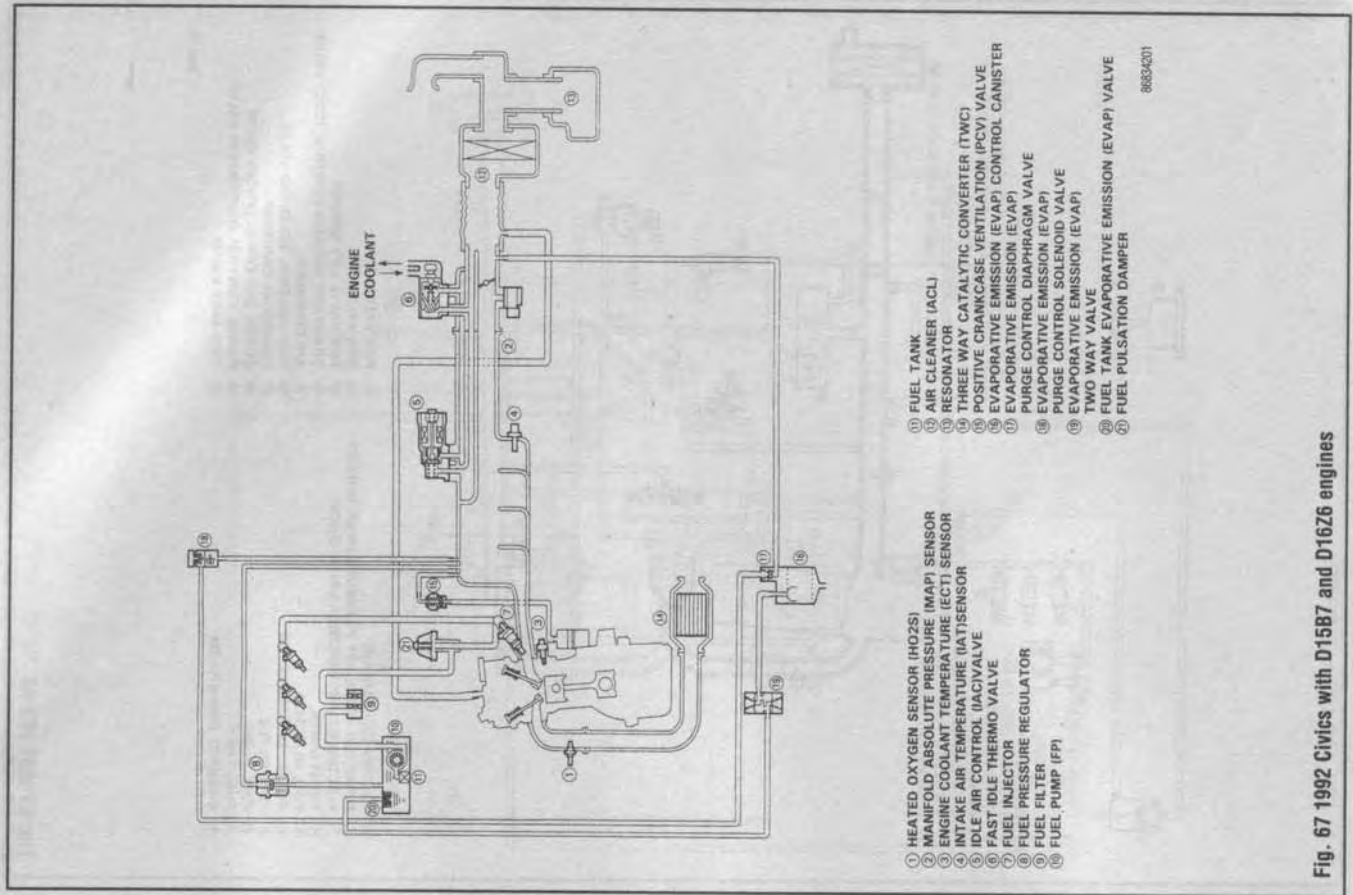 ENGINE
COOLANT
① HEATED OXYGEN SENSOR (HO2S)
② MANIFOLD ABSOLUTE PRESSURE (MAP) SENSOR
③ ENGINE COOLANT TEMPERATURE (ECT) SENSOR
④ INTAKE AIR TEMPERATURE (IAT)SENSOR
⑤ IDLE AIR CONTROL (IAC)VALVE
⑥ FAST IDLE THERMO VALVE
⑦ FUEL INJECTOR
⑧ FUEL PRESSURE REGULATOR
⑨ FUEL FILTER
⑩ FUEL PUMP (FP)
⑪ FUEL TANK
⑫ AIR CLEANER (ACL)
⑬ RESONATOR
⑭ THREE WAY CATALYTIC CONVERTER (TWC)
⑮ POSITIVE CRANKCASE VENTILATION (PCV) VALVE
⑯ EVAPORATIVE EMISSION (EVAP) CONTROL CANISTER
⑰ EVAPORATIVE EMISSION (EVAP)
PURGE CONTROL DIAPHRAGM VALVE
⑱ EVAPORATIVE EMISSION (EVAP)
PURGE CONTROL SOLENOID VALVE
⑲ EVAPORATIVE EMISSION (EVAP)
TWO WAY VALVE
⑳ FUEL TANK EVAPORATIVE EMISSION (EVAP) VALVE
㉑ FUEL PULSATION DAMPER
86834201
Fig. 67 1992 Civics with D15B7 and D16Z6 engines